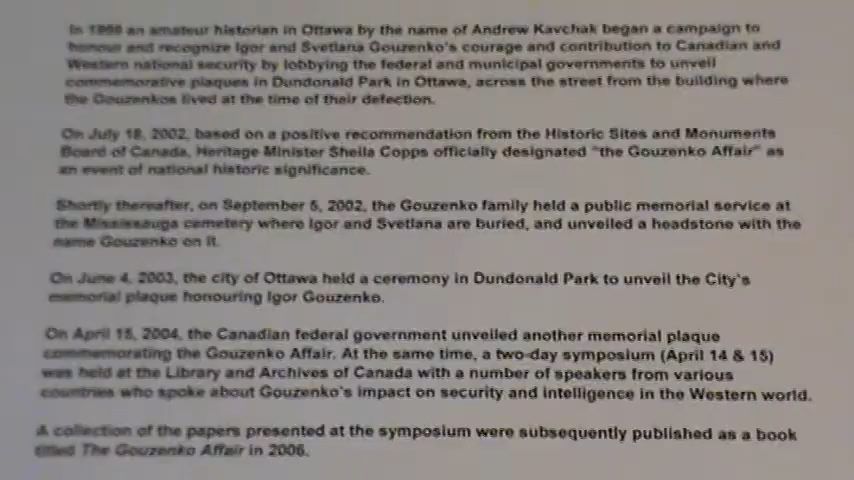 In 1999 an amateur historian in Ottawa by the name of Andrew Kavchak began a campaign to
honour and recognize Igor and Svetlana Gouzenko's courage and contribution to Canadian and
Western national security by lobbying the federal and municipal governments to unveil
commemorative plaques in Dundonald Park in Ottawa, across the street from the building where
the Gouzenkos lived at the time of their defection.
On July 18, 2002, based on a positive recommendation from the Historic Sites and Monuments
Board of Canada, Heritage Minister Sheila Copps officially designated "the Gouzenko Affair" as
an event of national historic significance.
Shortly thereafter, on September 5, 2002, the Gouzenko family held a public memorial service at
the Mississauga cemetery where Igor and Svetlana are buried, and unveiled a headstone with the
name Gouzenko on it.
On June 4, 2003, the city of Ottawa held a ceremony in Dundonald Park to unveil the City's
memorial plaque honouring Igor Gouzenko.
On April 15, 2004, the Canadian federal government unveiled another memorial plaque
commemorating the Gouzenko Affair. At the same time, a two-day symposium (April 14 & 15)
was held at the Library and Archives of Canada with a number of speakers from various
countries who spoke about Gouzenko's impact on security and intelligence in the Western world.
A collection of the papers presented at the symposium were subsequently published as a book
titled The Gouzenko Affair in 2006.